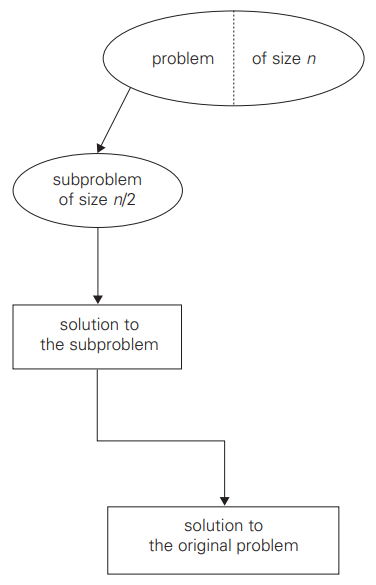 problem of size n
subproblem
of size n/2
solution to
the subproblem
solution to
the original problem